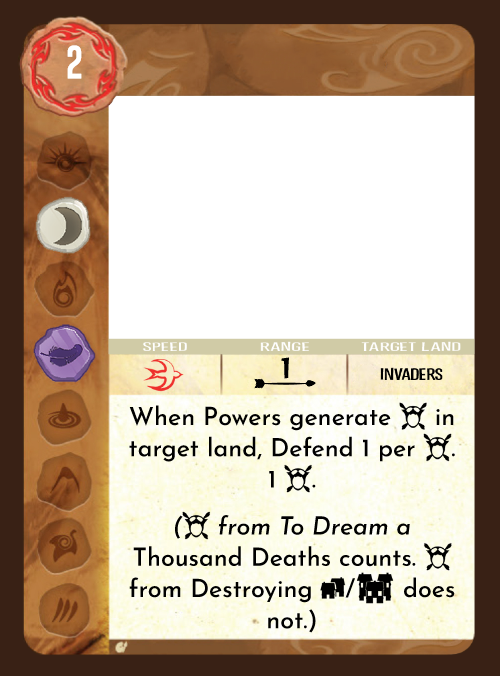 2
SPEED RANGE TARGET LAND
1 INVADERS
When Powers generate in
target land, Defend 1 per .
1 .
( from To Dream a
Thousand Deaths counts.
from Destroying / does
not.)